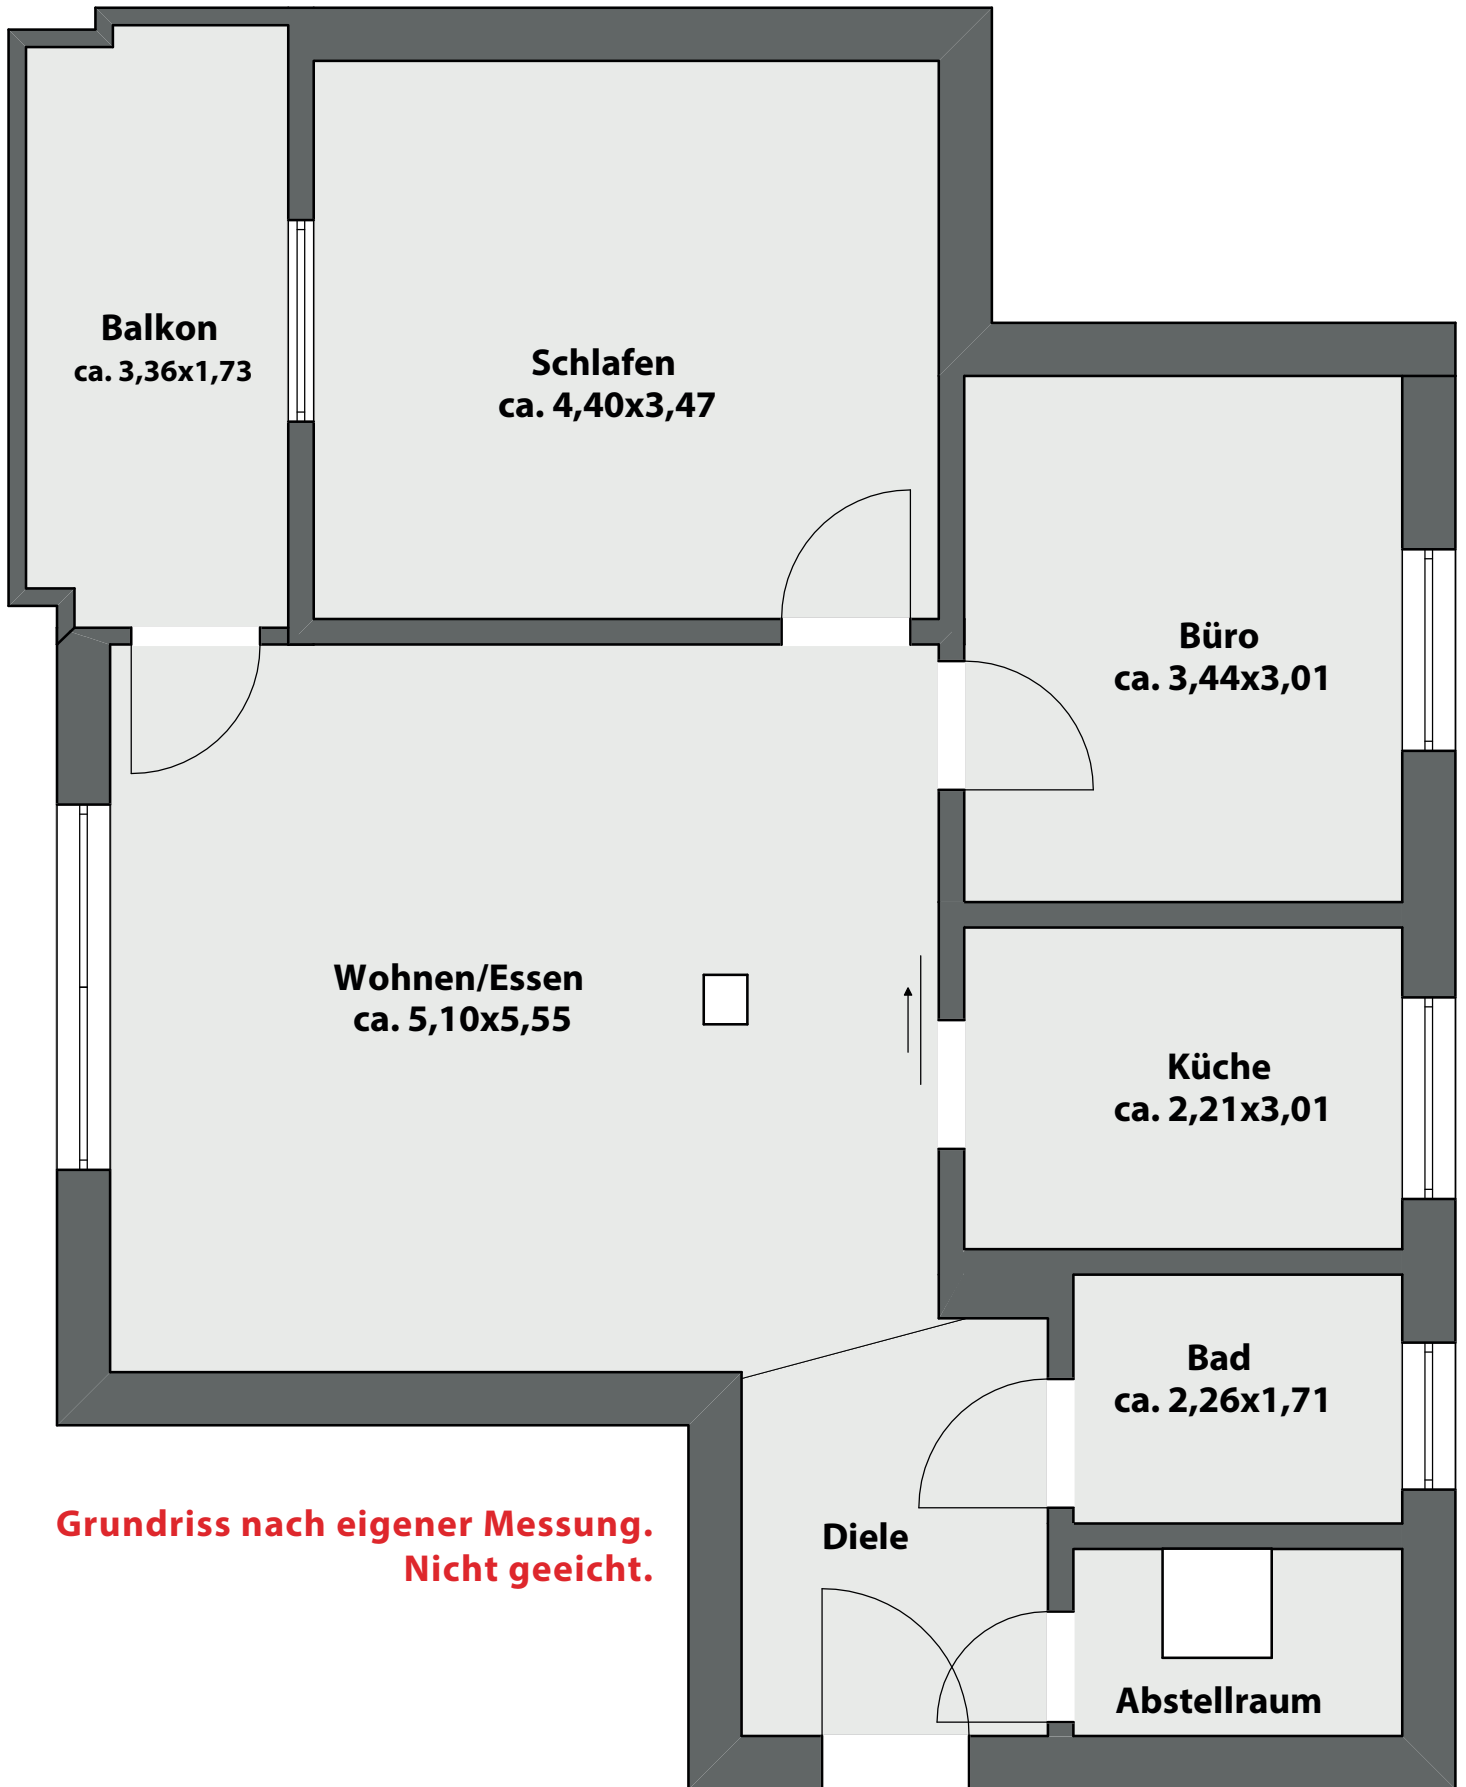 Balkon
ca. 3,36x1,73
Schlafen
ca. 4,40x3,47
Büro
ca. 3,44x3,01
Wohnen/Essen
ca. 5,10x5,55
Küche
ca. 2,21x3,01
Bad
ca. 2,26x1,71
Grundriss nach eigener Messung.
Nicht geeicht.
Diele
Abstellraum